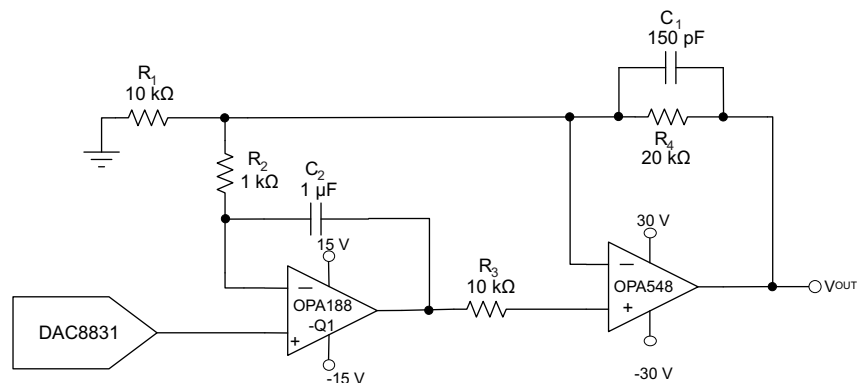 C1
150 pF
R1
10 kΩ
R4
20 kΩ
R2
1 kΩ
C2
1 µF
15 V
30 V
R3
10 kΩ
OPA188
-Q1
OPA548
VOUT
DAC8831
-15 V
-30 V